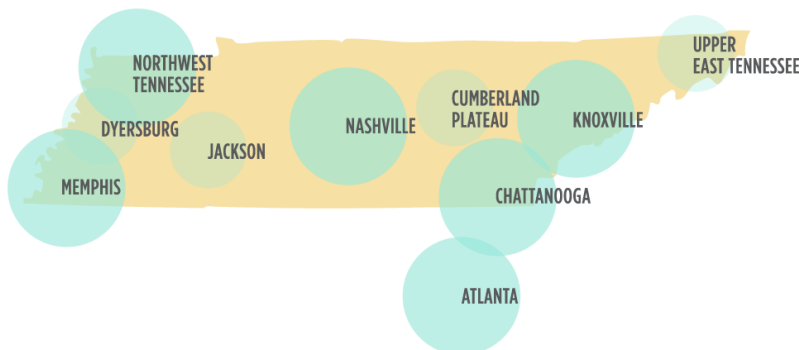 UPPER
EAST TENNESSEE
NORTHWEST
TENNESSEE
CUMBERLAND
PLATEAU
DYERSBURG
NASHVILLE
KNOXVILLE
JACKSON
MEMPHIS
CHATTANOOGA
ATLANTA